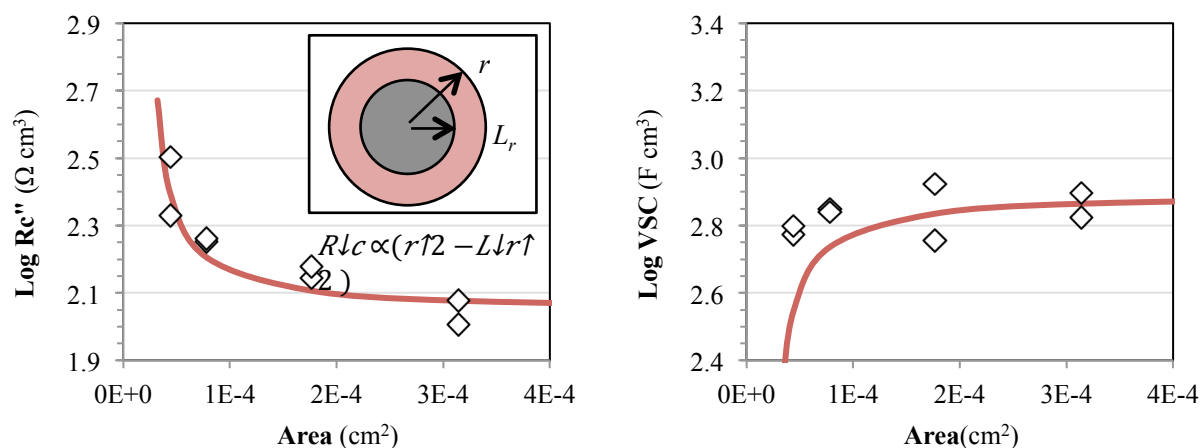 2.9
2.7
2.5
2.3
2.1
1.9
Log Rc" (Ω cm³)
0E+0 1E-4 2E-4 3E-4 4E-4
Area (cm²)
r
Lᵣ
R↓c ∝(r↑2 −L↓r↑
2 )
3.4
3.2
3.0
2.8
2.6
2.4
Log VSC (F cm³)
0E+0 1E-4 2E-4 3E-4 4E-4
Area(cm²)